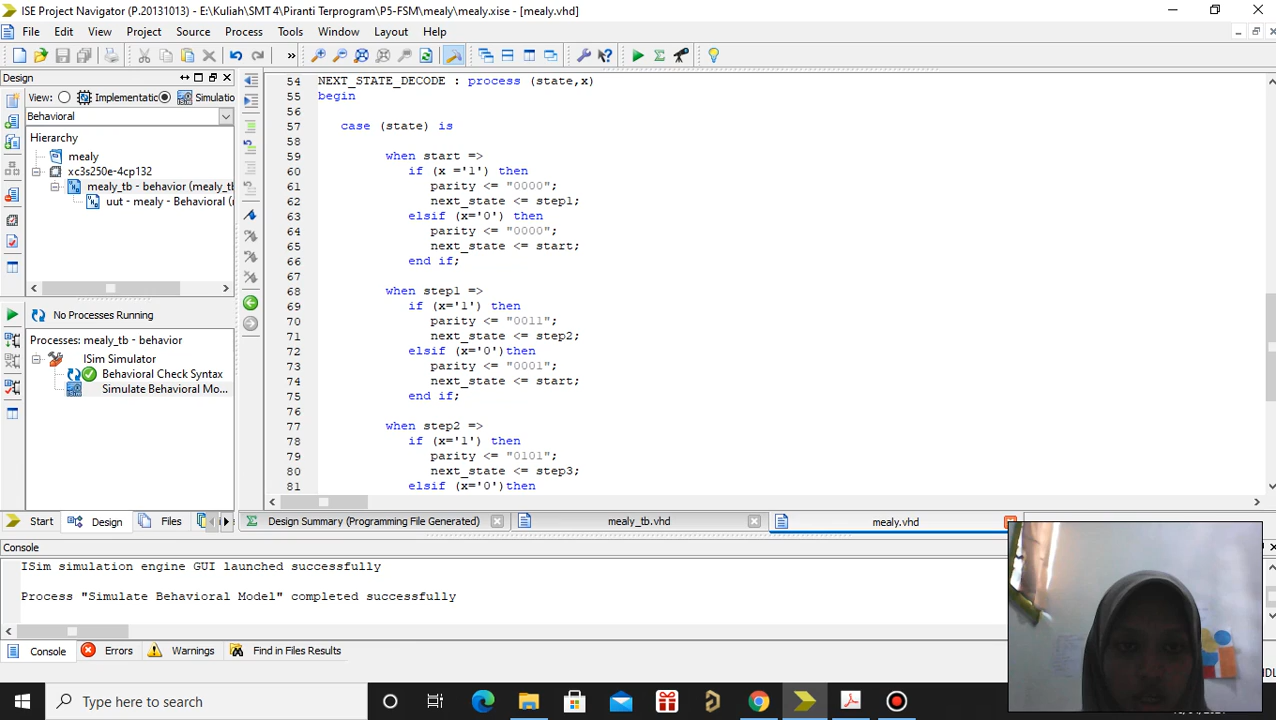 ISE Project Navigator (P.20131013) - E:\Kuliah\SMT 4\Piranti Terprogram\P5-FSM\mealy\mealy.xise - [mealy.vhd]
File Edit View Project Source Process Tools Window Layout Help
»
Design
View: Implementatic Simulatio
Behavioral
Hierarchy
mealy
xc3s250e-4cp132
mealy_tb - behavior (mealy_tb
uut - mealy - Behavioral (
No Processes Running
Processes: mealy_tb - behavior
ISim Simulator
Behavioral Check Syntax
Simulate Behavioral Mo...
Start Design Files
54 NEXT_STATE_DECODE : process (state,x)
55 begin
56
57 case (state) is
58
59 when start =>
60 if (x ='1') then
61 parity <= "0000";
62 next_state <= step1;
63 elsif (x='0') then
64 parity <= "0000";
65 next_state <= start;
66 end if;
67
68 when step1 =>
69 if (x='1') then
70 parity <= "0011";
71 next_state <= step2;
72 elsif (x='0')then
73 parity <= "0001";
74 next_state <= start;
75 end if;
76
77 when step2 =>
78 if (x='1') then
79 parity <= "0101";
80 next_state <= step3;
81 elsif (x='0')then
Design Summary (Programming File Generated) mealy_tb.vhd mealy.vhd
Console
ISim simulation engine GUI launched successfully
Process "Simulate Behavioral Model" completed successfully
Console Errors Warnings Find in Files Results
Type here to search